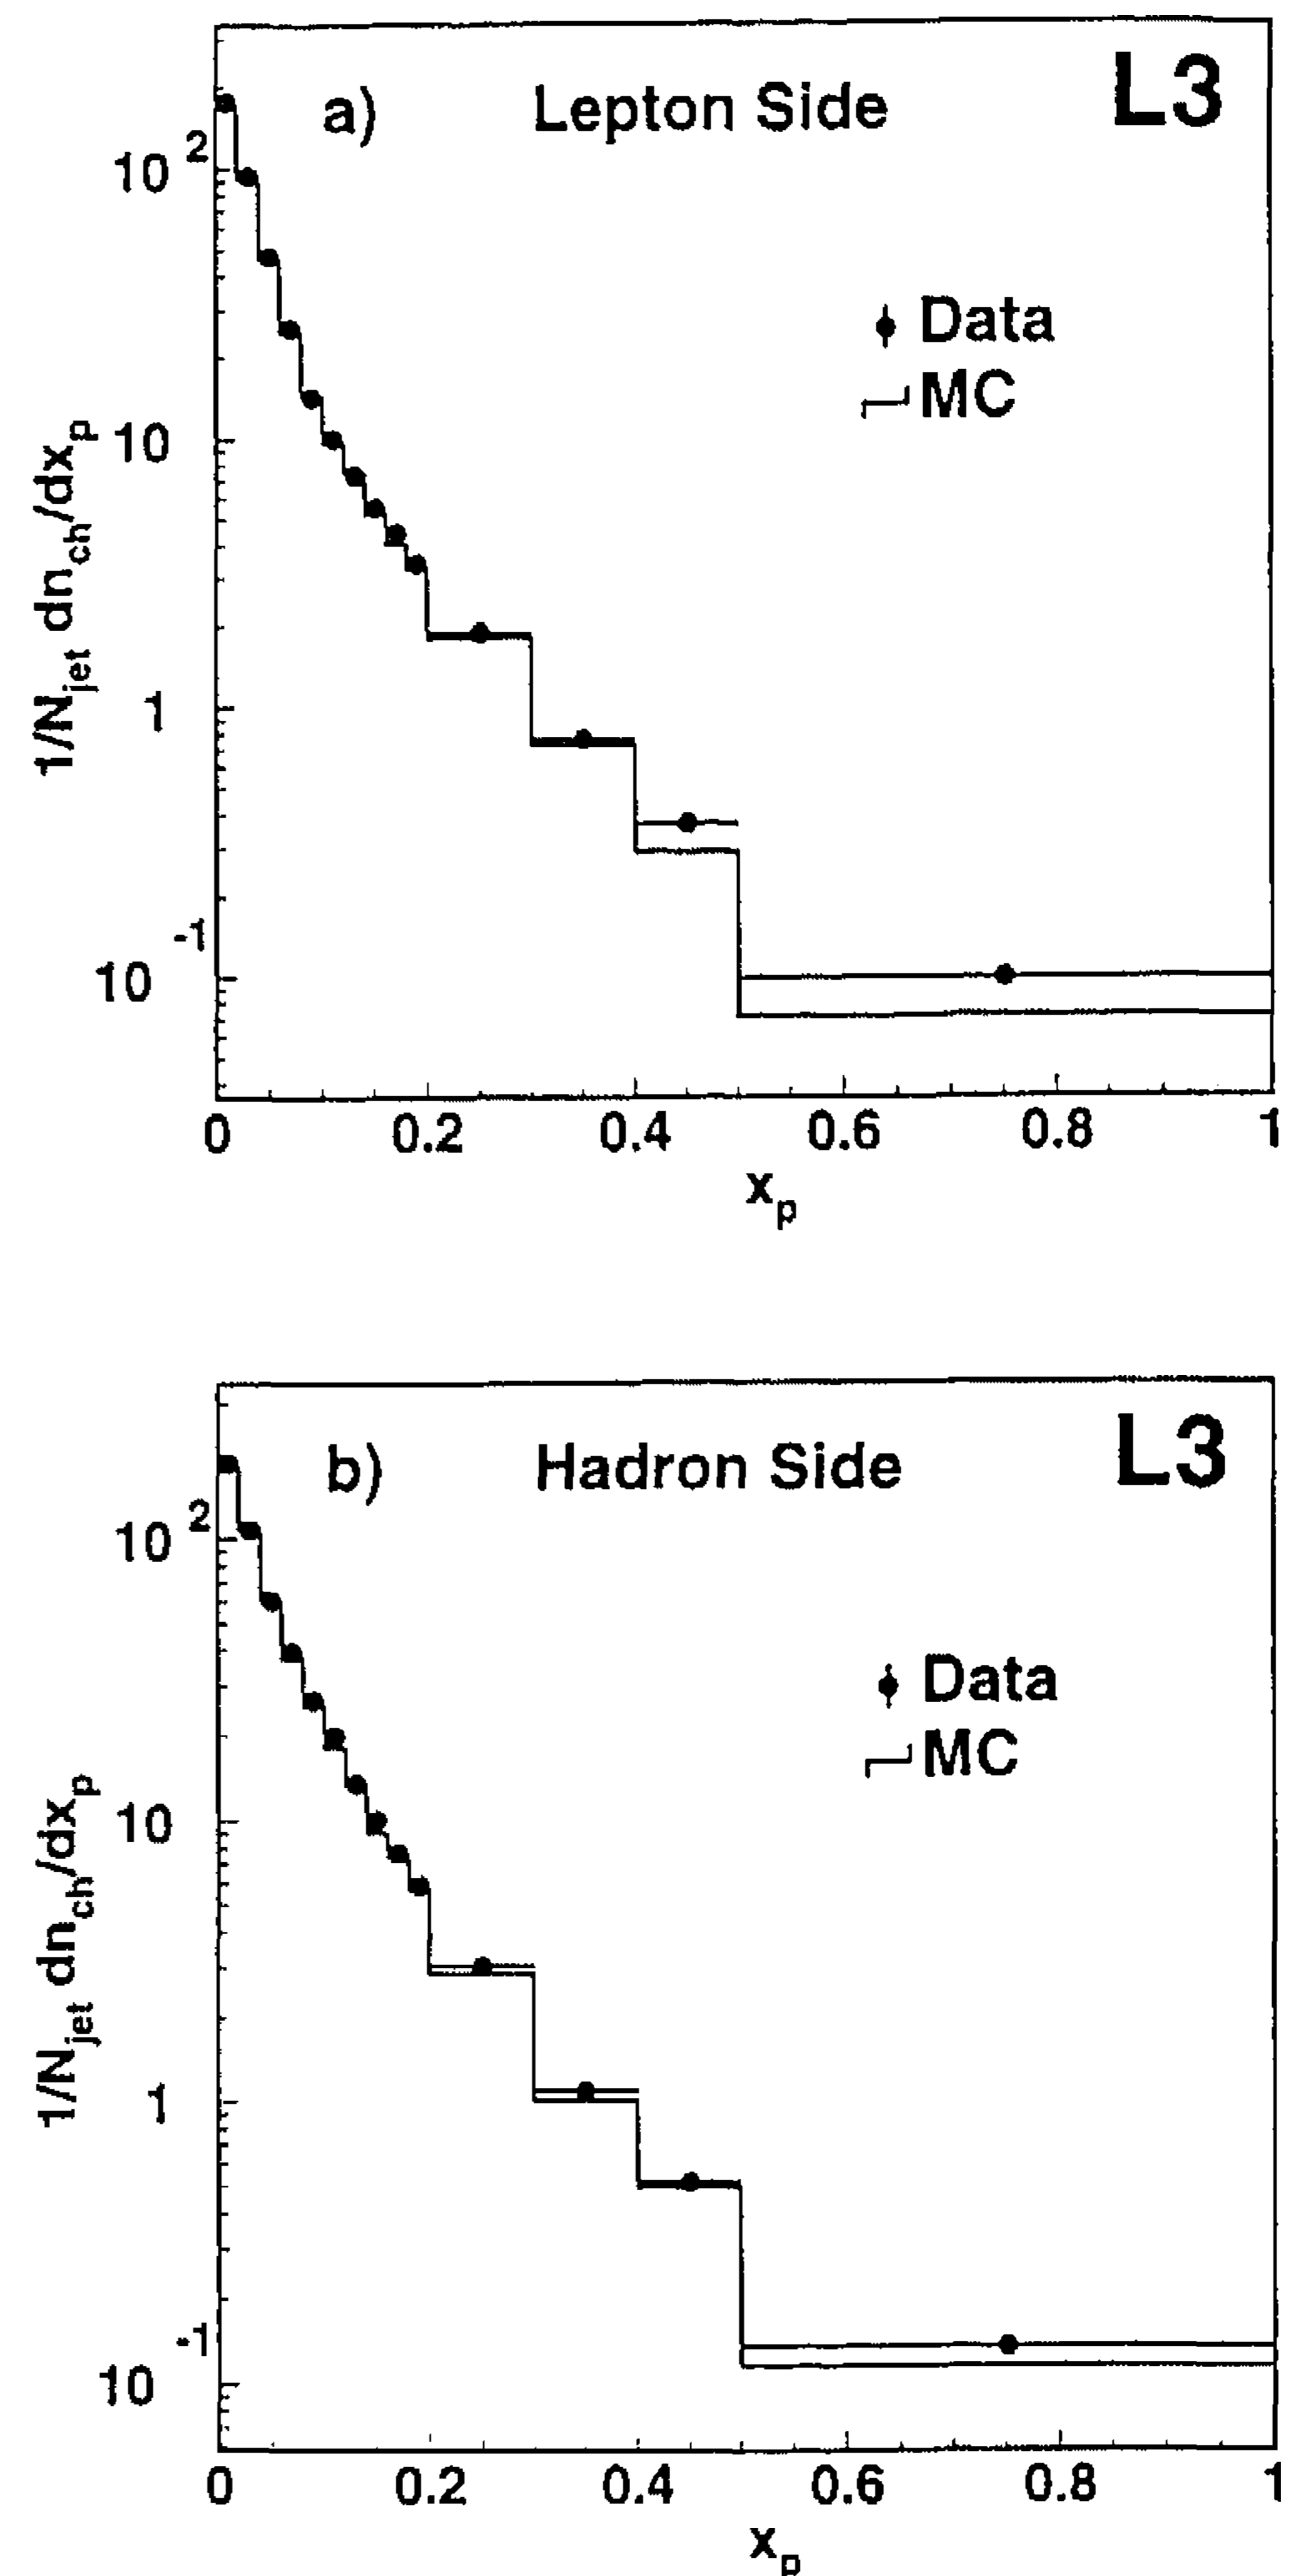 a) Lepton Side L3
10 2
Data
MC
10
1
10 -1
1/N jet dn ch /dx p
0 0.2 0.4 0.6 0.8 1
x p
b) Hadron Side L3
10 2
Data
MC
10
1
10 -1
1/N jet dn ch /dx p
0 0.2 0.4 0.6 0.8 1
x p